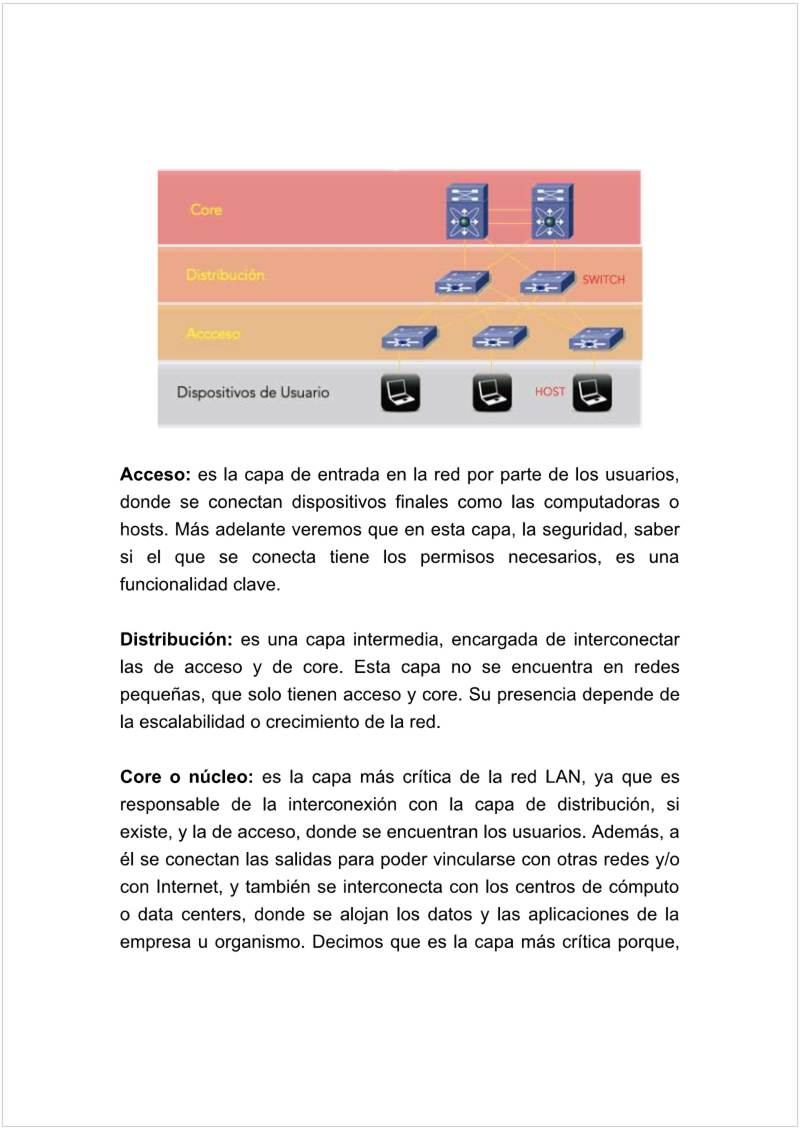 Core
Distribución
SWITCH
Accceso
Dispositivos de Usuario
HOST
Acceso: es la capa de entrada en la red por parte de los usuarios,
donde se conectan dispositivos finales como las computadoras o
hosts. Más adelante veremos que en esta capa, la seguridad, saber
si el que se conecta tiene los permisos necesarios, es una
funcionalidad clave.
Distribución: es una capa intermedia, encargada de interconectar
las de acceso y de core. Esta capa no se encuentra en redes
pequeñas, que solo tienen acceso y core. Su presencia depende de
la escalabilidad o crecimiento de la red.
Core o núcleo: es la capa más crítica de la red LAN, ya que es
responsable de la interconexión con la capa de distribución, si
existe, y la de acceso, donde se encuentran los usuarios. Además, a
él se conectan las salidas para poder vincularse con otras redes y/o
con Internet, y también se interconecta con los centros de cómputo
o data centers, donde se alojan los datos y las aplicaciones de la
empresa u organismo. Decimos que es la capa más crítica porque,